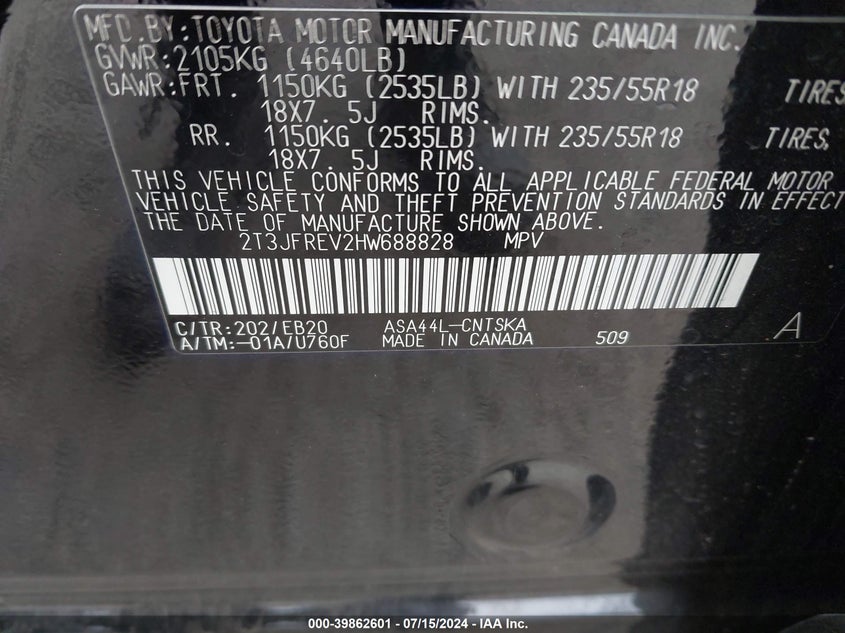 MFD.BY:TOYOTA MOTOR MANUFACTURING CANADA INC.
GVWR:2105KG (4640LB)
GAWR:FRT. 1150KG (2535LB) WITH 235/55R18 TIRES
18X7.5J RIMS.
RR. 1150KG (2535LB) WITH 235/55R18 TIRES.
18X7.5J RIMS.
THIS VEHICLE CONFORMS TO ALL APPLICABLE FEDERAL MOTOR
VEHICLE SAFETY AND THEFT PREVENTION STANDARDS IN EFFECT
THE DATE OF MANUFACTURE SHOWN ABOVE.
2T3JFREV2HW688828 MPV
C/TR:202/EB20 ASA44L-CNTSKA
A/TM:-01A/U760F MADE IN CANADA 509 A
000-39862601 - 07/15/2024 - IAA Inc.